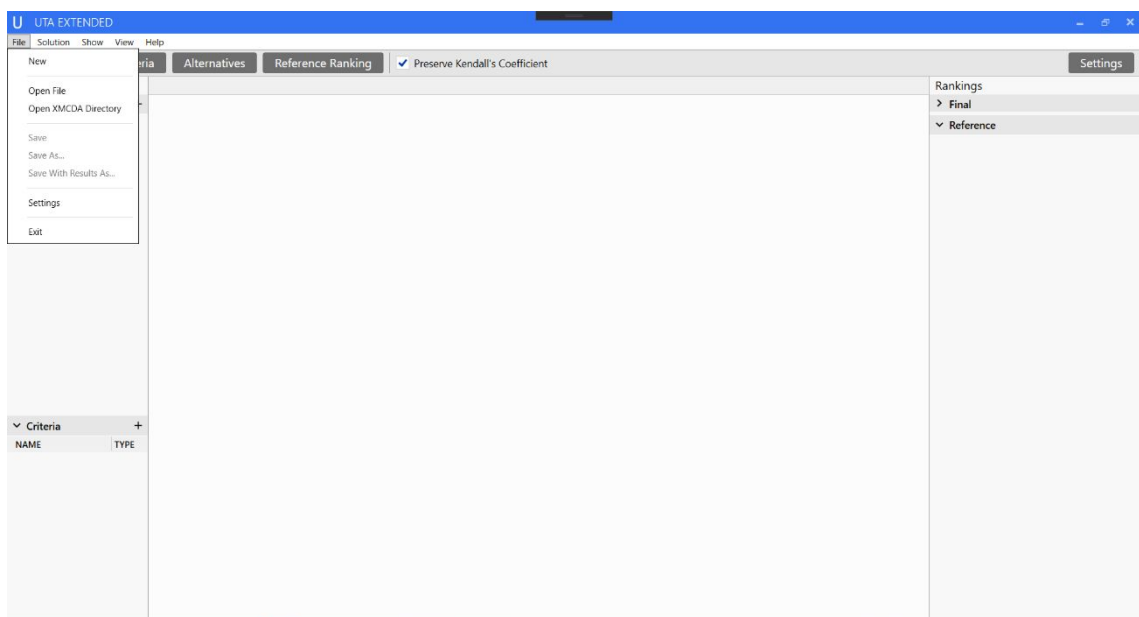 U UTA EXTENDED
File Solution Show View Help
New
Open File
Open XMCDA Directory
Save
Save As...
Save With Results As...
Settings
Exit
Alternatives Reference Ranking Preserve Kendall's Coefficient Settings
Rankings
Final
Reference
Criteria +
NAME TYPE